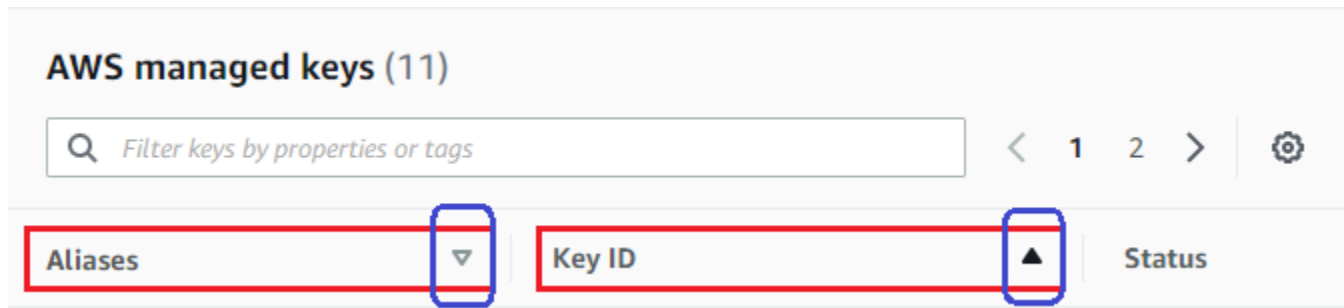 AWS managed keys (11)
Filter keys by properties or tags 1 2
Aliases Key ID Status